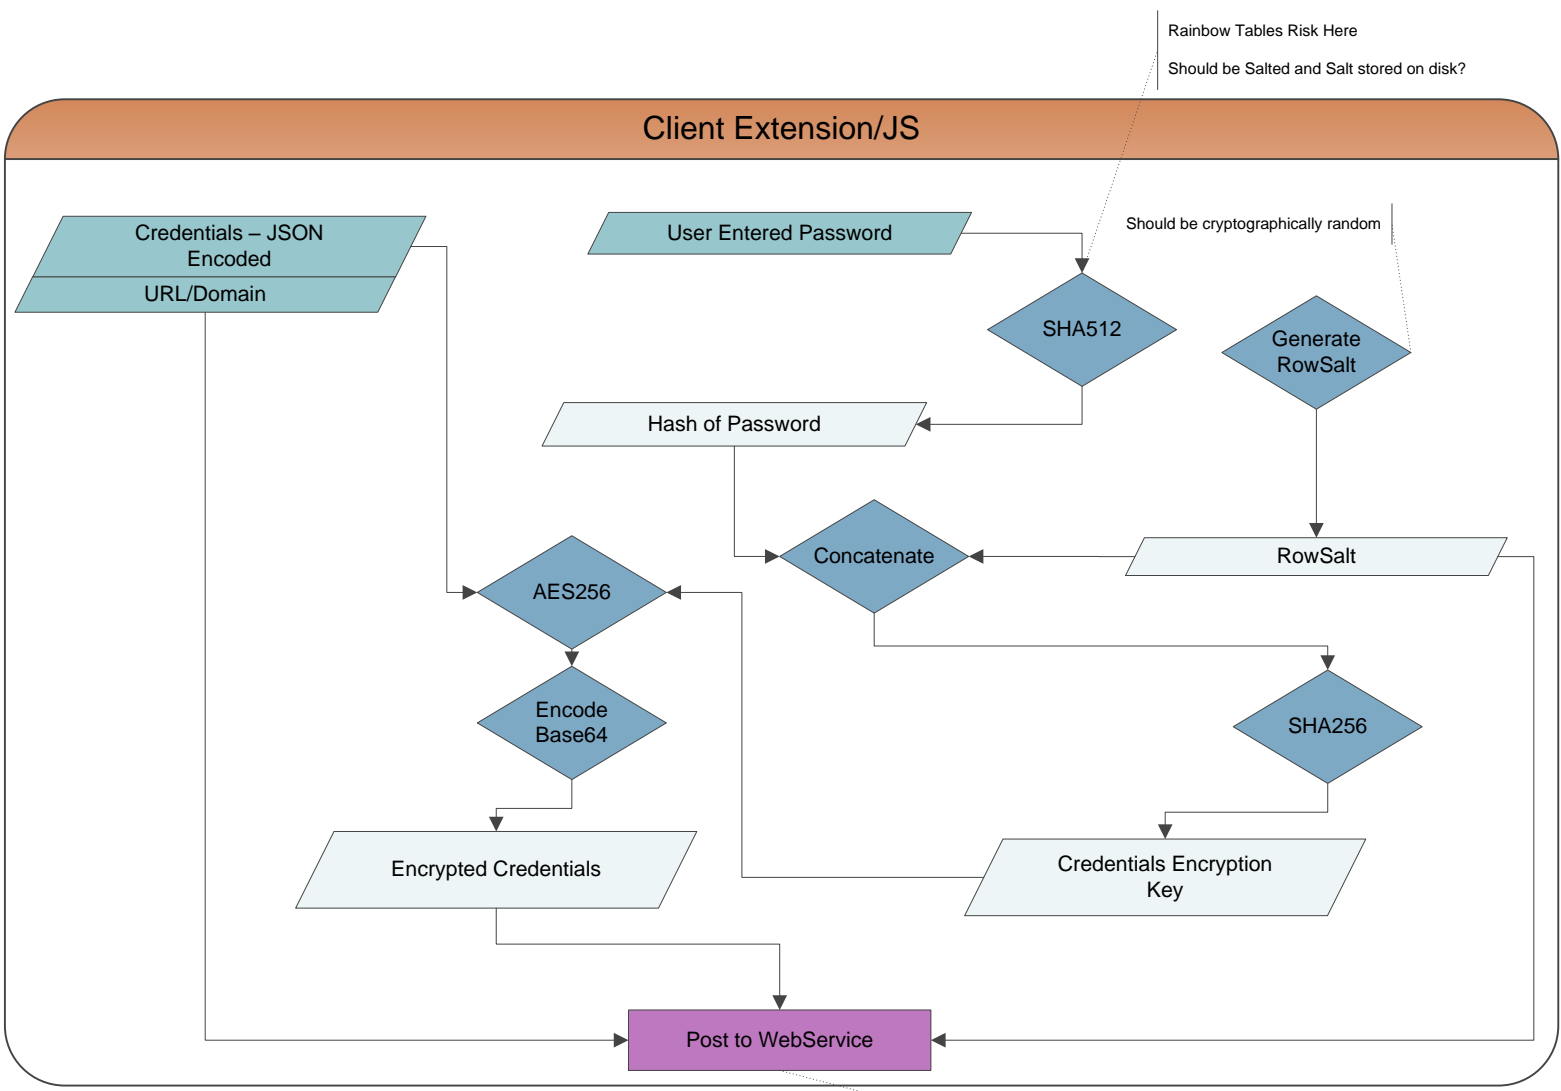 Rainbow Tables Risk Here
Should be Salted and Salt stored on disk?
Client Extension/JS
Credentials – JSON
Encoded
URL/Domain
User Entered Password
Should be cryptographically random
SHA512
Generate
RowSalt
Hash of Password
Concatenate
RowSalt
AES256
Encode
Base64
SHA256
Encrypted Credentials
Credentials Encryption
Key
Post to WebService